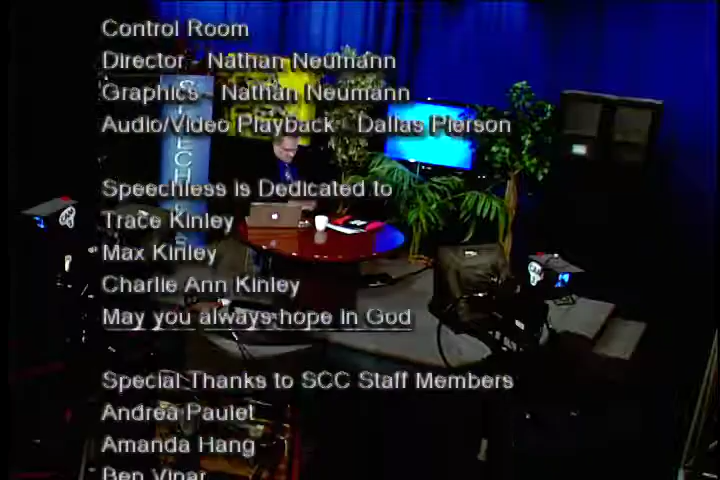 Control Room
Director - Nathan Neumann
Graphics - Nathan Neumann
Audio/Video Playback - Dallas Pierson
Speechless is Dedicated to
Trace Kinley
Max Kinley
Charlie Ann Kinley
May you always hope in God
Special Thanks to SCC Staff Members
Andrea Pautet
Amanda Hang
Ben